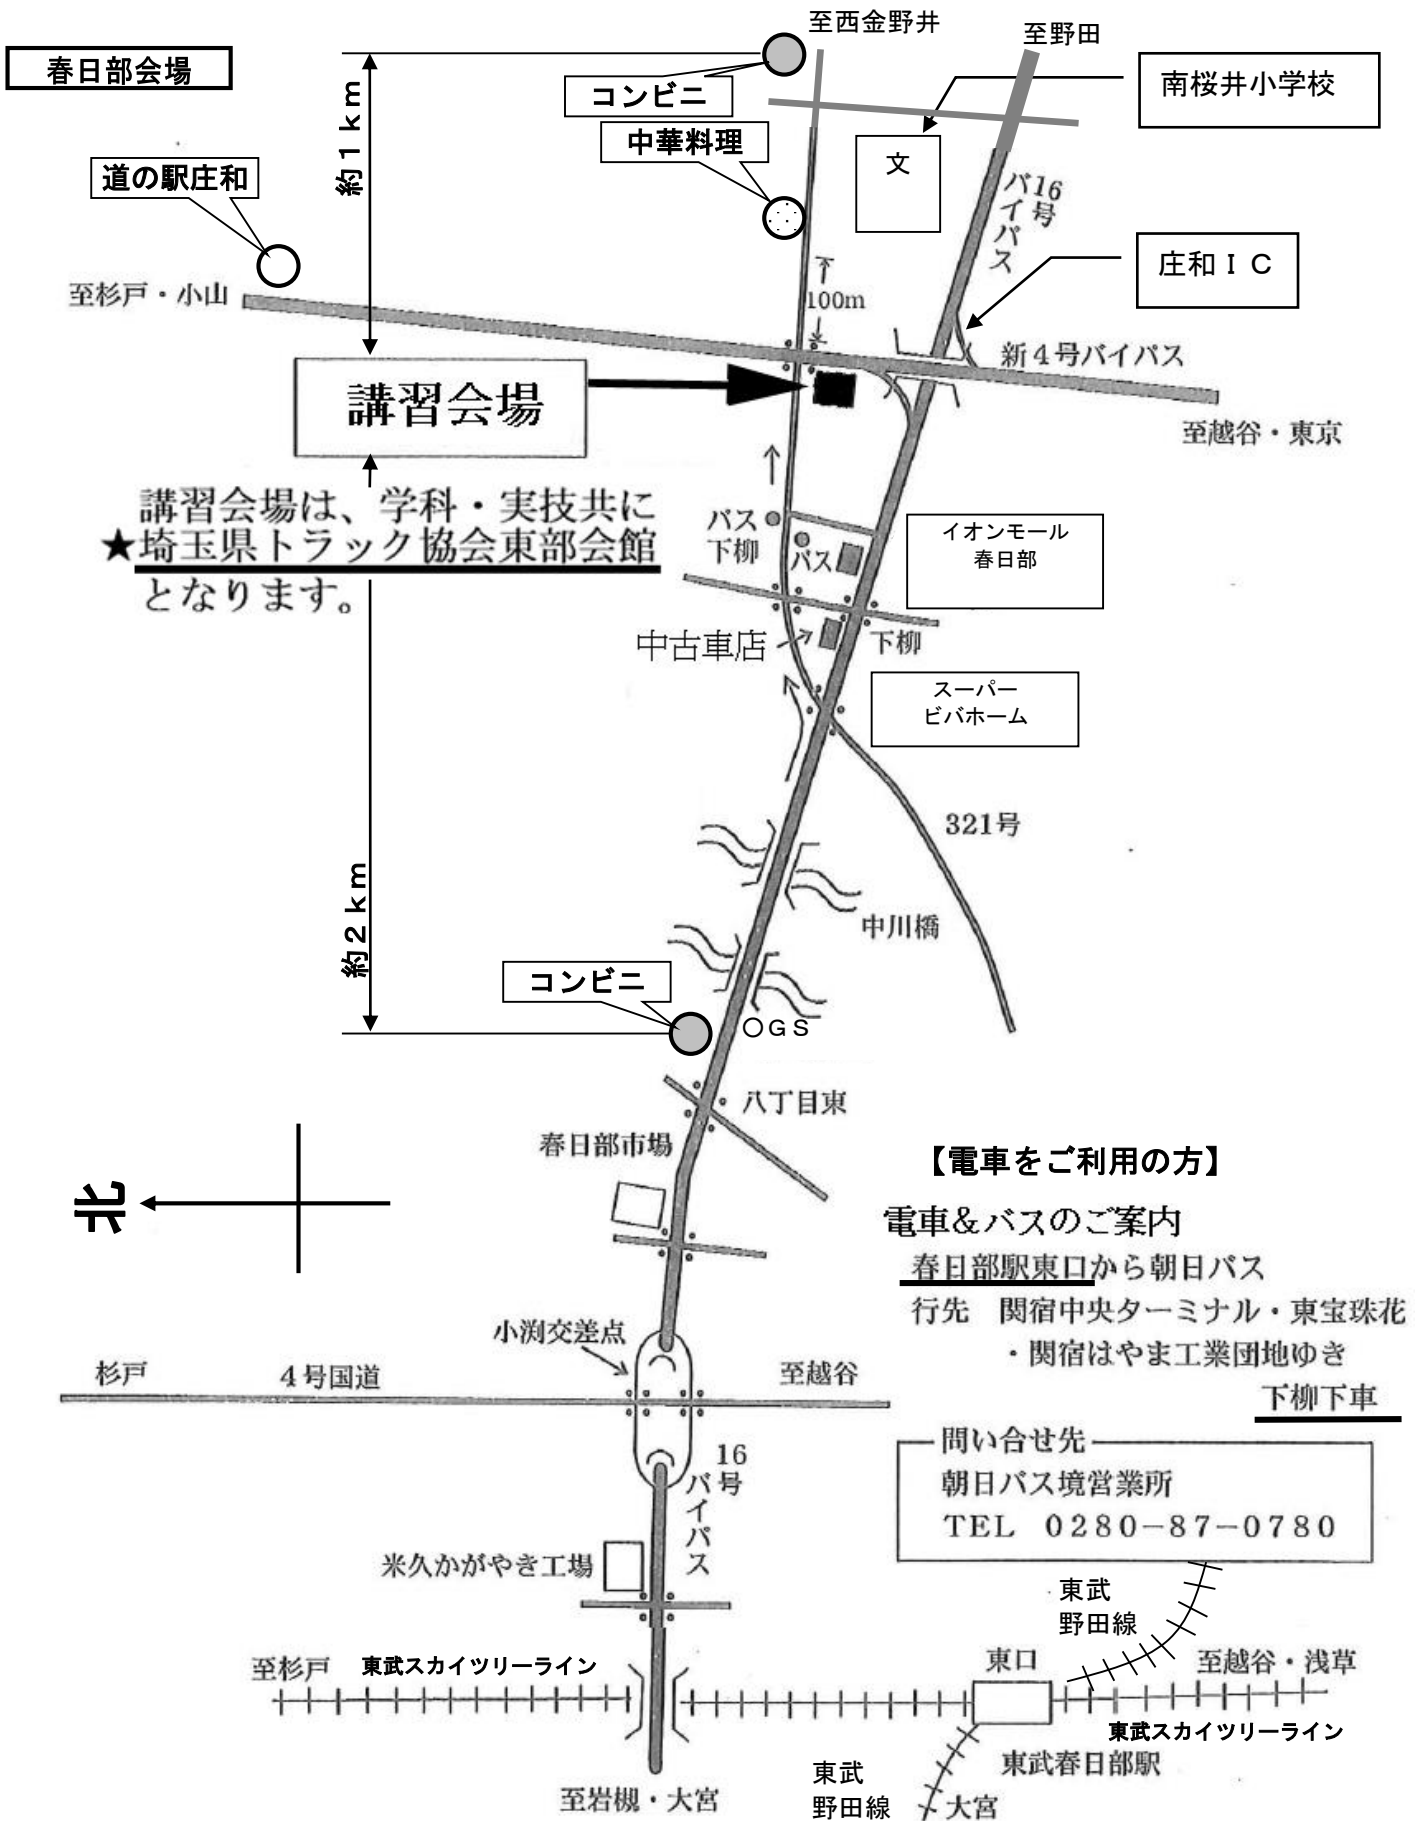 至西金野井
至野田
春日部会場
コンビニ
南桜井小学校
約１ｋｍ
中華料理
文
道の駅庄和
16号
バイパス
庄和ＩＣ
至杉戸・小山
100m
新４号バイパス
講習会場
至越谷・東京
講習会場は、学科・実技共に
★埼玉県トラック協会東部会館
となります。
バス
下柳
バス
イオンモール
春日部
中古車店
下柳
スーパー
ビバホーム
321号
約２ｋｍ
中川橋
コンビニ
ＧＳ
八丁目東
春日部市場
北
【電車をご利用の方】
電車＆バスのご案内
春日部駅東口から朝日バス
行先　関宿中央ターミナル・東宝珠花
・関宿はやま工業団地ゆき
下柳下車
小渕交差点
杉戸
４号国道
至越谷
16号
バイパス
問い合せ先
朝日バス境営業所
TEL　0280−87−0780
米久かがやき工場
東武
野田線
至杉戸
東武スカイツリーライン
東口
至越谷・浅草
東武スカイツリーライン
東武春日部駅
東武
野田線
大宮
至岩槻・大宮